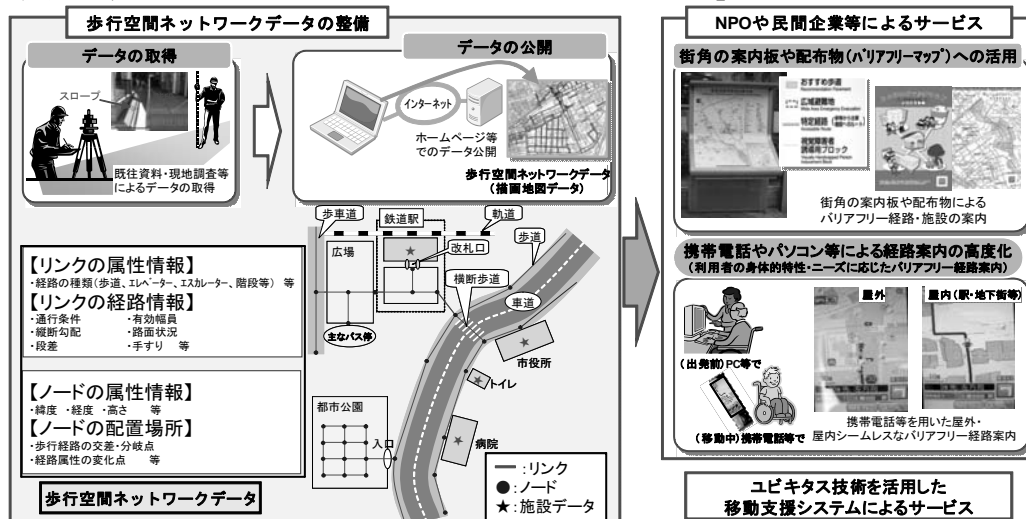 歩行空間ネットワークデータの整備
データの取得
スロープ
既往資料・現地調査等
によるデータの取得
データの公開
インターネット
ホームページ等
でのデータ公開
歩行空間ネットワークデータ
(描画地図データ)
【リンクの属性情報】
・経路の種類(歩道、エレベーター、エスカレーター、階段等) 等
【リンクの経路情報】
・通行条件 ・有効幅員
・縦断勾配 ・路面状況
・段差 ・手すり 等
【ノードの属性情報】
・緯度 ・経度 ・高さ 等
【ノードの配置場所】
・歩行経路の交差・分岐点
・経路属性の変化点 等
歩行空間ネットワークデータ
歩車道
鉄道駅
軌道
広場
改札口
歩道
横断歩道
車道
主なバス停
市役所
トイレ
都市公園
入口
病院
:リンク
:ノード
:施設データ
NPOや民間企業等によるサービス
街角の案内板や配布物(バリアフリーマップ)への活用
おすすめ歩道
広域避難地
特定経路
視覚障害者
誘導用ブロック
街角の案内板や配布物による
バリアフリー経路・施設の案内
携帯電話やパソコン等による経路案内の高度化
(利用者の身体的特性・ニーズに応じたバリアフリー経路案内)
屋外
屋内(駅・地下街等)
(出発前)PC等で
(移動中)携帯電話等で
携帯電話等を用いた屋外・
屋内シームレスなバリアフリー経路案内
ユビキタス技術を活用した
移動支援システムによるサービス